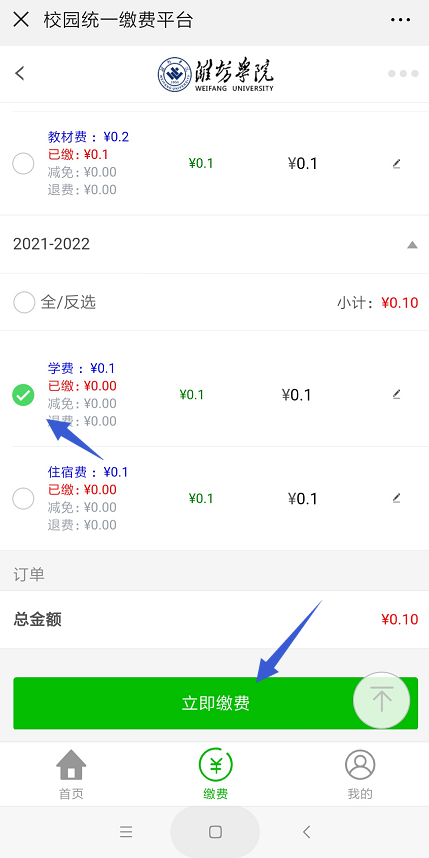 校园统一缴费平台
潍坊学院
WEIFANG UNIVERSITY
教材费：¥0.2
已缴: ¥0.1
减免: ¥0.00
退费: ¥0.00
¥0.1
¥0.1
2021-2022
全/反选
小计：¥0.10
学费：¥0.1
已缴: ¥0.00
减免: ¥0.00
退费: ¥0.00
¥0.1
¥0.1
住宿费：¥0.1
已缴: ¥0.00
减免: ¥0.00
退费: ¥0.00
¥0.1
¥0.1
订单
总金额
¥0.10
立即缴费
首页
缴费
我的